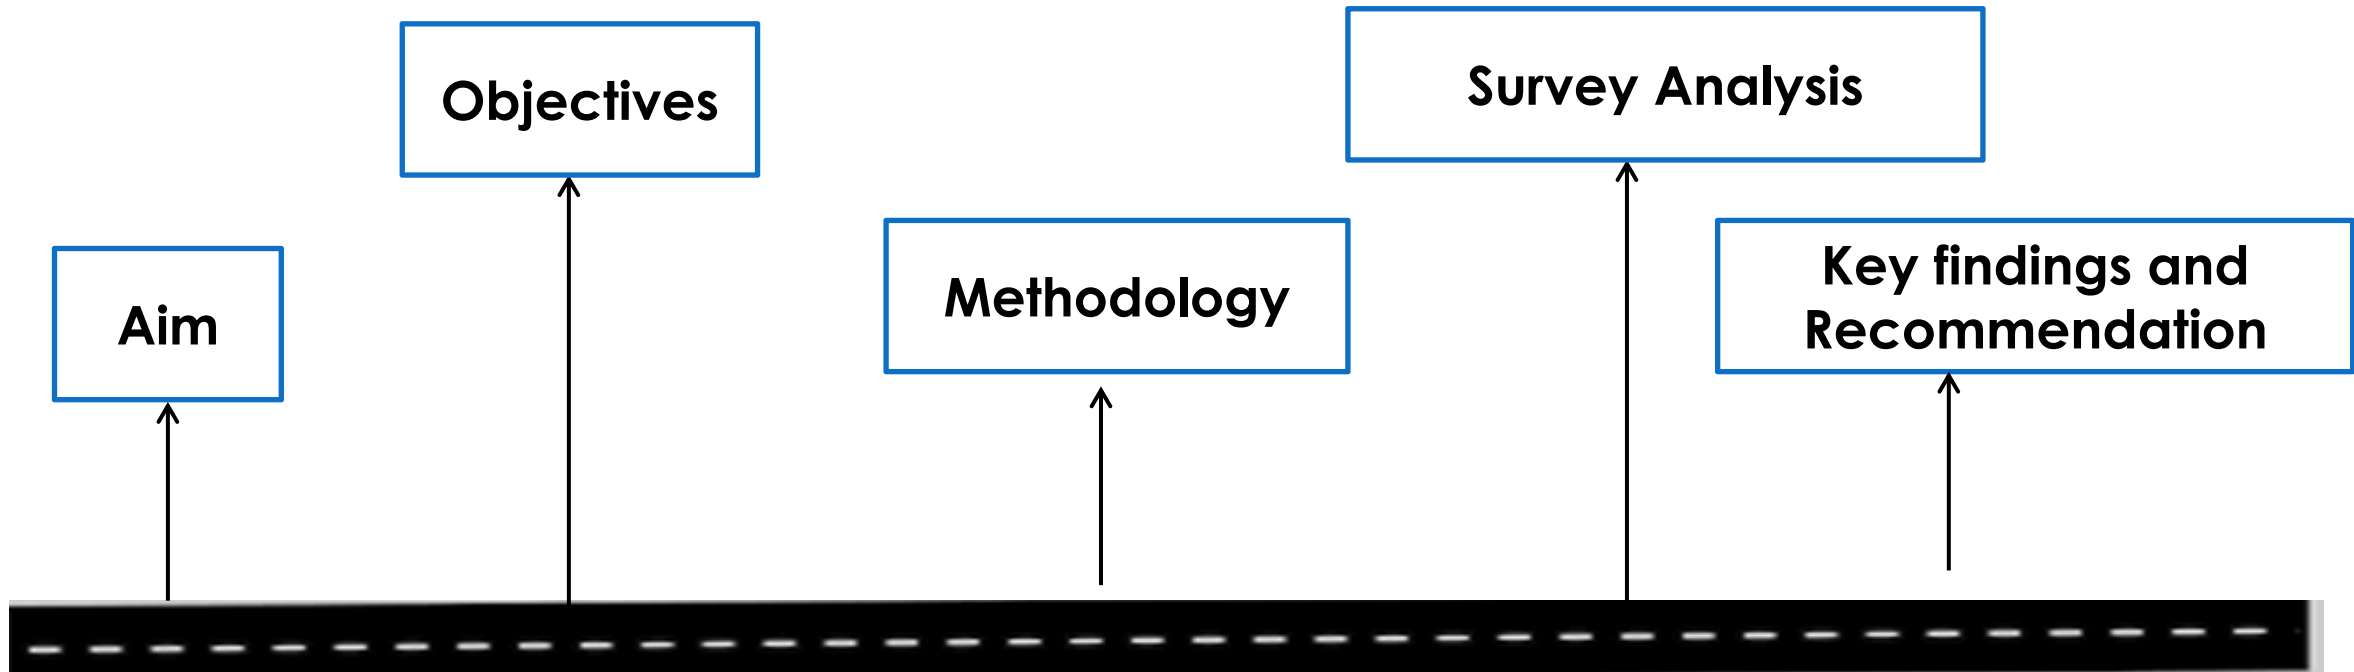 Aim
Objectives
Methodology
Survey Analysis
Key findings and
Recommendation